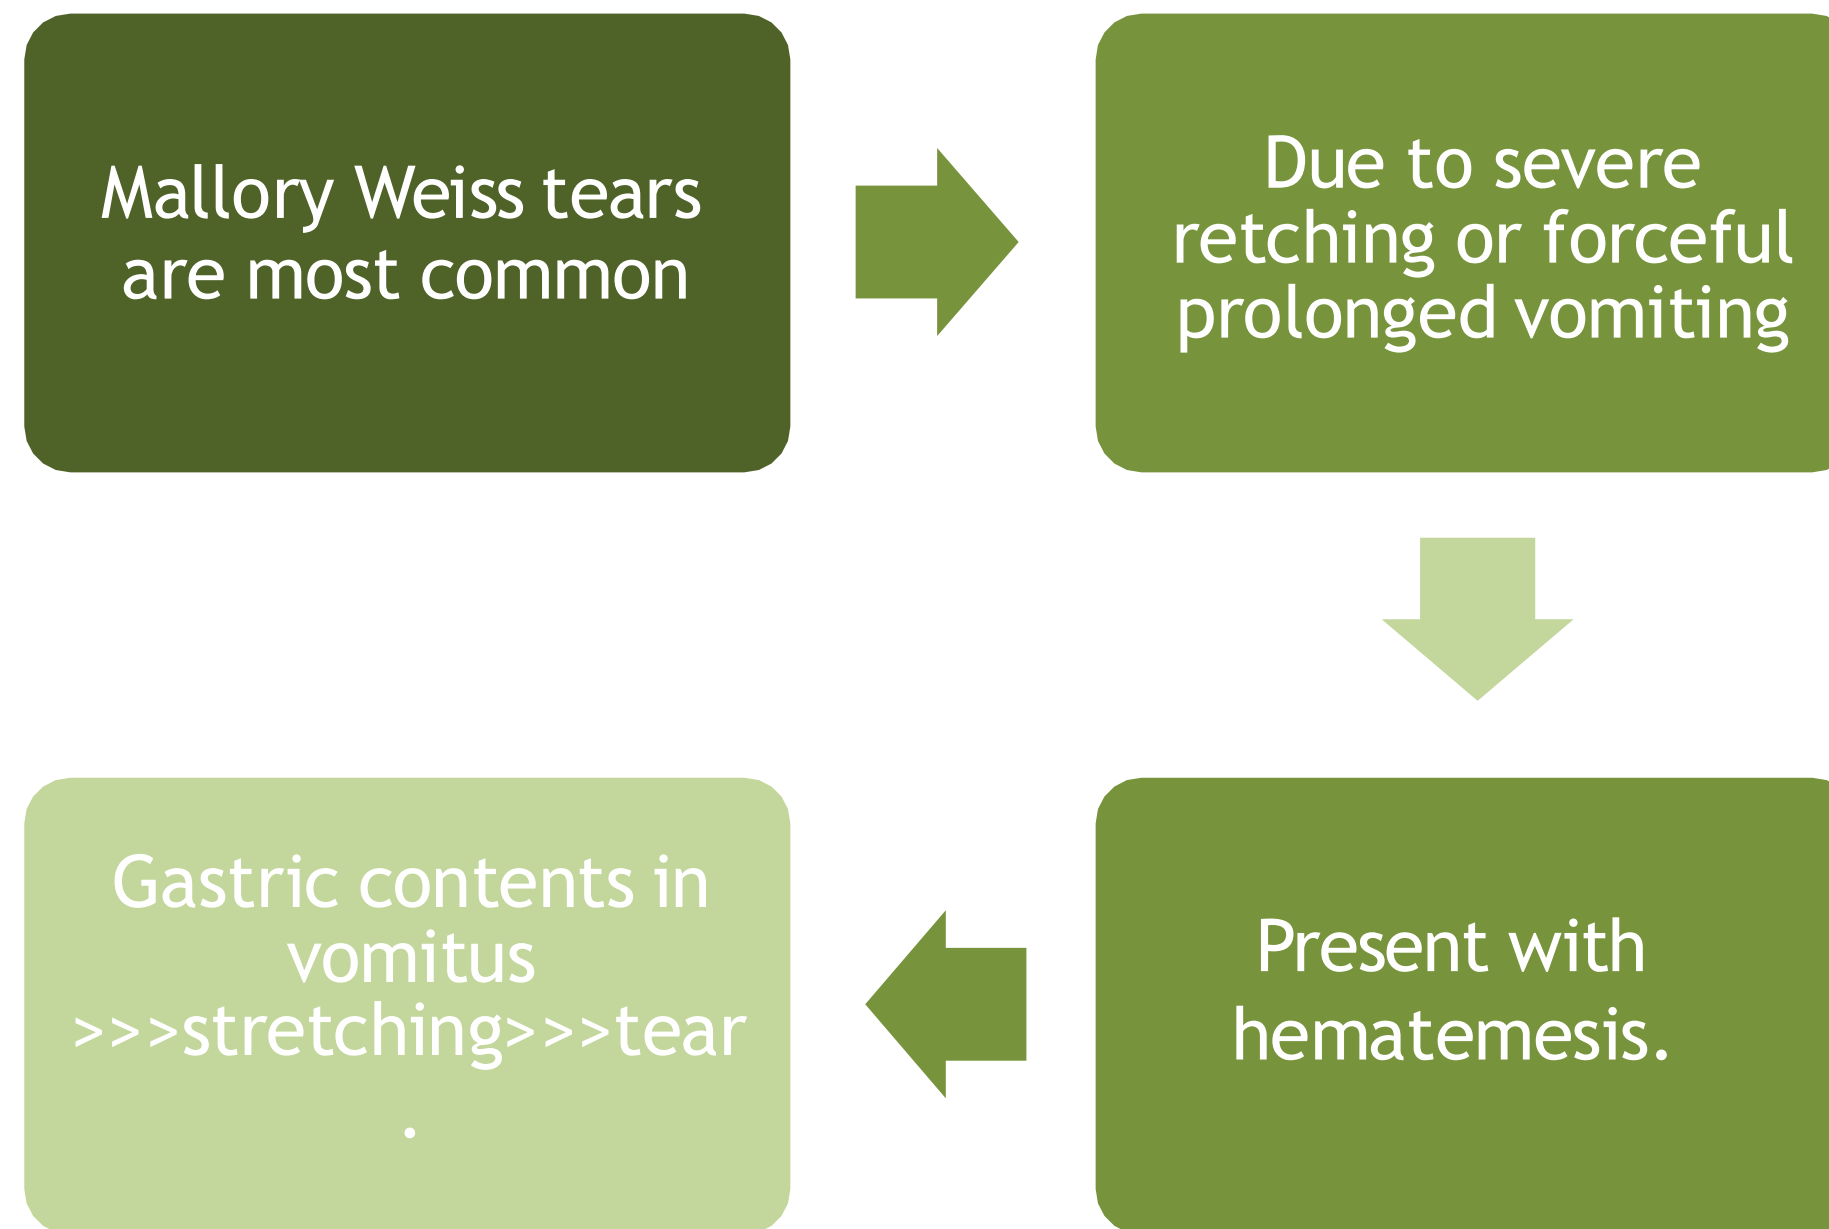 Mallory Weiss tears
are most common
Due to severe
retching or forceful
prolonged vomiting
Present with
hematemesis.
Gastric contents in
vomitus
>>>stretching>>>tear
.